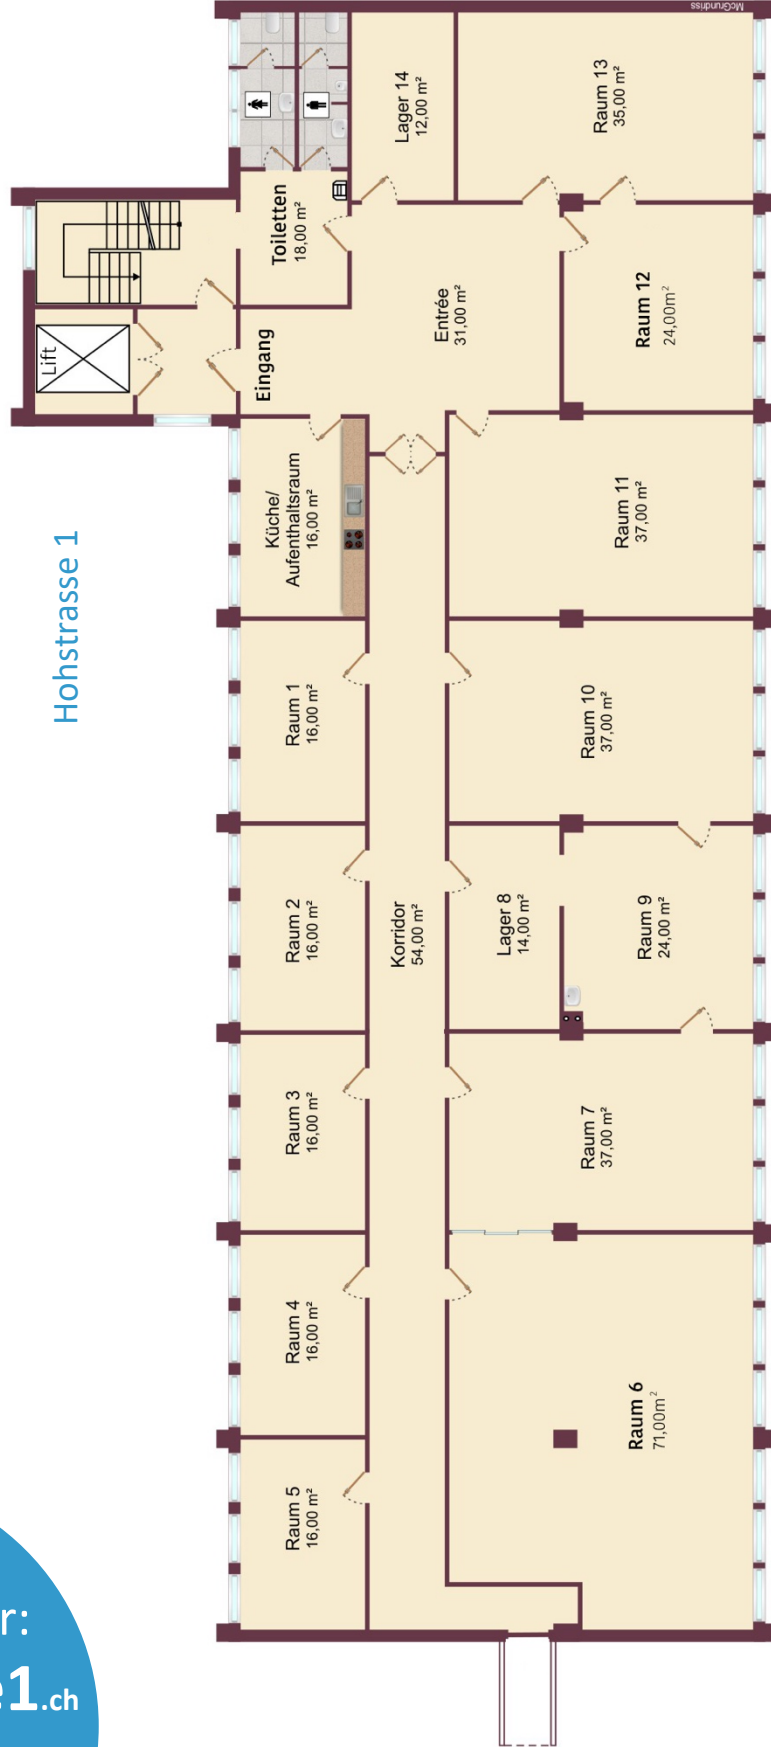 Hohstrasse 1
Lift
Eingang
Toiletten
18,00 m²
Lager 14
12,00 m²
Raum 13
35,00 m²
Entrée
31,00 m²
Raum 12
24,00m²
Küche/
Aufenthaltsraum
16,00 m²
Raum 11
37,00 m²
Raum 1
16,00 m²
Raum 10
37,00 m²
Raum 2
16,00 m²
Korridor
54,00 m²
Lager 8
14,00 m²
Raum 9
24,00 m²
Raum 3
16,00 m²
Raum 7
37,00 m²
Raum 4
16,00 m²
Raum 6
71,00m²
Raum 5
16,00 m²
r:
e1.ch
McGrundriss